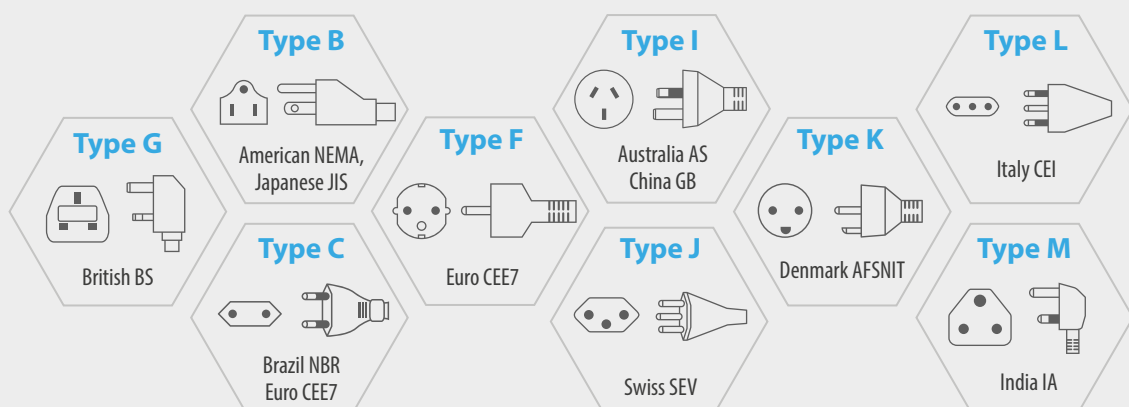 Type G
British BS
Type B
American NEMA,
Japanese JIS
Type C
Brazil NBR
Euro CEE7
Type F
Euro CEE7
Type I
Australia AS
China GB
Type J
Swiss SEV
Type K
Denmark AFSNIT
Type L
Italy CEI
Type M
India IA